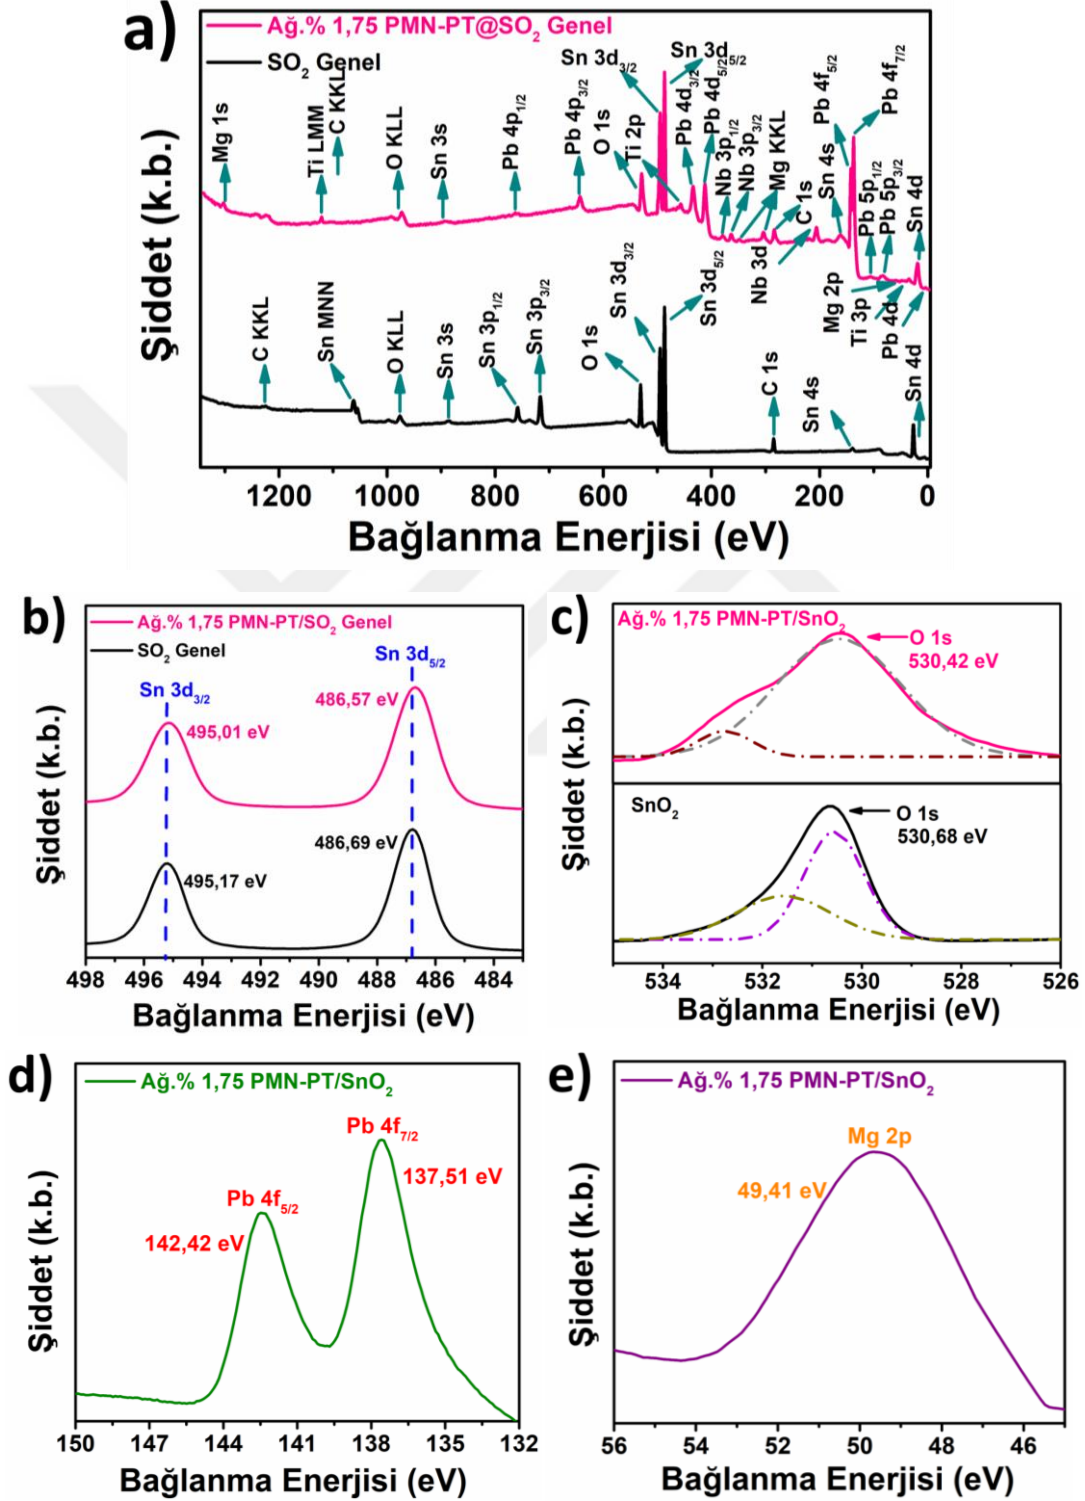 a)
Ağ.% 1,75 PMN-PT@SO2 Genel
SO2 Genel
Mg 1s
Ti LMM
C KKL
O KLL
Sn 3s
Pb 4p1/2
Pb 4p3/2
O 1s
Ti 2p
Sn 3d3/2
Sn 3d5/2
Pb 4d3/2
Pb 4d5/2
Nb 3p1/2
Nb 3p3/2
Mg KKL
Nb 3d
C 1s
Sn 4s
Pb 4f5/2
Pb 4f7/2
Pb 5p1/2
Pb 5p3/2
Sn 4d
Mg 2p
Ti 3p
Pb 4d
C KKL
Sn MNN
O KLL
Sn 3s
Sn 3p1/2
Sn 3p3/2
O 1s
Sn 3d3/2
Sn 3d5/2
C 1s
Sn 4s
Sn 4d
Şiddet (k.b.)
1200 1000 800 600 400 200 0
Bağlanma Enerjisi (eV)
b)
Ağ.% 1,75 PMN-PT/SO2 Genel
SO2 Genel
Sn 3d5/2
Sn 3d3/2
486,57 eV
495,01 eV
486,69 eV
495,17 eV
Şiddet (k.b.)
498 496 494 492 490 488 486 484
Bağlanma Enerjisi (eV)
c)
Ağ.% 1,75 PMN-PT/SnO2
O 1s
530,42 eV
SnO2
O 1s
530,68 eV
Şiddet (k.b.)
534 532 530 528 526
Bağlanma Enerjisi (eV)
d)
Ağ.% 1,75 PMN-PT/SnO2
Pb 4f7/2
137,51 eV
Pb 4f5/2
142,42 eV
Şiddet (k.b.)
150 147 144 141 138 135 132
Bağlanma Enerjisi (eV)
e)
Ağ.% 1,75 PMN-PT/SnO2
Mg 2p
49,41 eV
Şiddet (k.b.)
56 54 52 50 48 46
Bağlanma Enerjisi (eV)